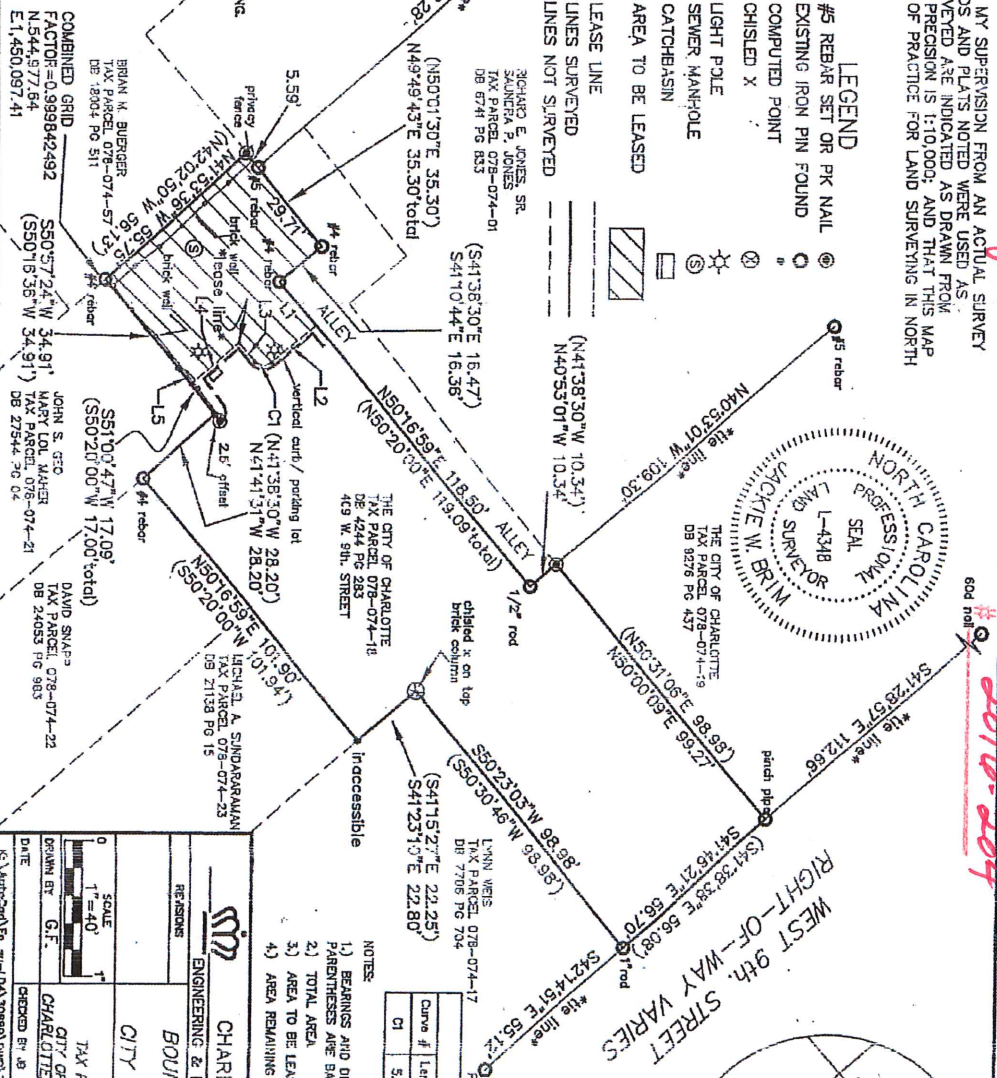 MY SUPERVISION FROM AN ACTUAL SURVEY
DS AND PLATS NOTED WERE USED AS
VEYED ARE INDICATED AS DRAWN FROM
PRECISION IS 1:10,000; AND THAT THIS MAP
OF PRACTICE FOR LAND SURVEYING IN NORTH
LEGEND
#5 REBAR SET OR PK NAIL
EXISTING IRON PIN FOUND
COMPUTED POINT
CHISLED X
LIGHT POLE
SEWER MANHOLE
CATCHBASIN
AREA TO BE LEASED
LEASE LINE
LINES SURVEYED
LINES NOT SURVEYED
NORTH CAROLINA
PROFESSIONAL
SEAL
L-4348
LAND SURVEYOR
JACKIE W. BRIM
# 2010-204
60d nail
#5 rebar
N40°53'01"W 109.30'
*tie line*
S41°28'57"E 112.66'
*tie line*
pinch pipe
WEST 9th. STREET
RIGHT-OF-WAY VARIES
THE CITY OF CHARLOTTE
TAX PARCEL 078-074-19
DB 9276 PG 437
(N50°31'06"E 98.98')
N50°00'09"E 99.27'
(S41°36'38"E 56.08')
S41°46'21"E 56.70'
1"rod
S42°14'51"E 55.12'
*tie line*
(N41°38'30"W 10.34')
N40°53'01"W 10.34'
1/2" rod
ALLEY
ALLEY
N50°16'59"E 118.50'
(N50°20'00"E 119.09'total)
(S41°38'30"E 16.47')
S41°10'44"E 16.36'
RICHARD E. JONES, SR.
SAUNDRA P. JONES
TAX PARCEL 078-074-01
DB 6741 PG 833
(N50°01'30"E 35.30')
N49°49'43"E 35.30'total
28'
NG.
5.59'
privacy
fence
#5 rebar
29.71'
#4 rebar
#4 rebar
brick wall
*lease line*
L1
L2
L3
L4
L5
S
brick wall
N41°53'36"W 55.75'
(N42°02'50"W 56.13')
#4 rebar
vertical curb/ parking lot
C1 (N41°38'30"W 28.20')
N41°41'31"W 28.20'
2.5' offset
#4 rebar
THE CITY OF CHARLOTTE
TAX PARCEL 078-074-18
DB 4244 PG 283
409 W. 9th. STREET
chisled x on top
brick column
S50°23'03"W 98.98'
(S50°30'46"W 98.98')
(S41°15'27"E 22.25')
S41°23'10"E 22.80'
inaccessible
LYNN WEIS
TAX PARCEL 078-074-17
DB 7706 PG 704
N50°16'59"E 101.90'
(S50°20'00"W 101.94')
S51°00'47"W 17.09'
(S50°20'00"W 17.00'total)
BRIAN M. BUERGER
TAX PARCEL 078-074-57
DB 18004 PG 511
S50°57'24"W 34.91'
(S50°16'36"W 34.91')
COMBINED GRID
FACTOR=0.999842492
N.544,977.54
E.1,450,097.41
JOHN S. GEO
MARY LOU MAHER
TAX PARCEL 078-074-21
DB 27544 PG 04
DAVID SNAPP
TAX PARCEL 078-074-22
DB 24053 PG 983
MICHAEL A. SUNDARARAMAN
TAX PARCEL 078-074-23
DB 21138 PG 15
NOTES:
1.) BEARINGS AND DI
PARENTHESES ARE BA
2.) TOTAL AREA
3.) AREA TO BE LEA
4.) AREA REMAINING
Curve #
Len
C1
5.
CHARL
ENGINEERING &
REVISIONS
BOUN
CITY
SCALE
0
1"=40'
1"
DRAWN BY G.F.
DATE
CHECKED BY JB
TAX P
CITY OF
CHARLOTTE